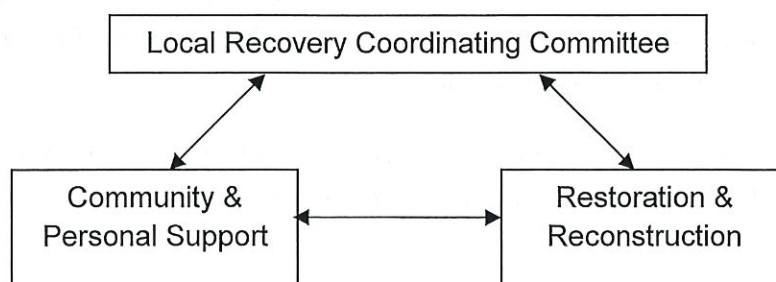 Local Recovery Coordinating Committee
Community &
Personal Support
Restoration &
Reconstruction